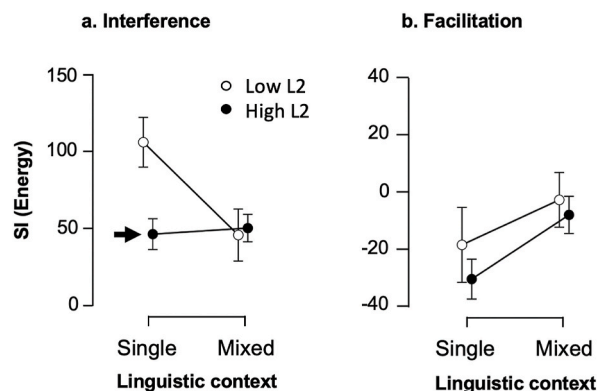 a. Interference
b. Facilitation
SI (Energy)
150
100
50
0
Low L2
High L2
Single
Mixed
Linguistic context
40
20
0
-20
-40
Single
Mixed
Linguistic context